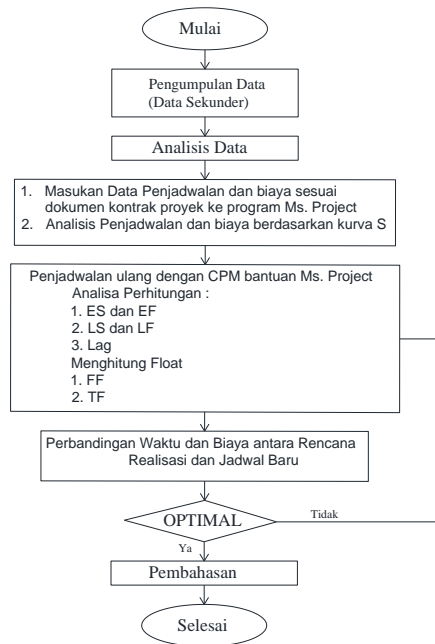 Mulai
Pengumpulan Data
(Data Sekunder)
Analisis Data
1. Masukan Data Penjadwalan dan biaya sesuai
dokumen kontrak proyek ke program Ms. Project
2. Analisis Penjadwalan dan biaya berdasarkan kurva S
Penjadwalan ulang dengan CPM bantuan Ms. Project
Analisa Perhitungan :
1. ES dan EF
2. LS dan LF
3. Lag
Menghitung Float
1. FF
2. TF
Perbandingan Waktu dan Biaya antara Rencana
Realisasi dan Jadwal Baru
OPTIMAL
Tidak
Ya
Pembahasan
Selesai